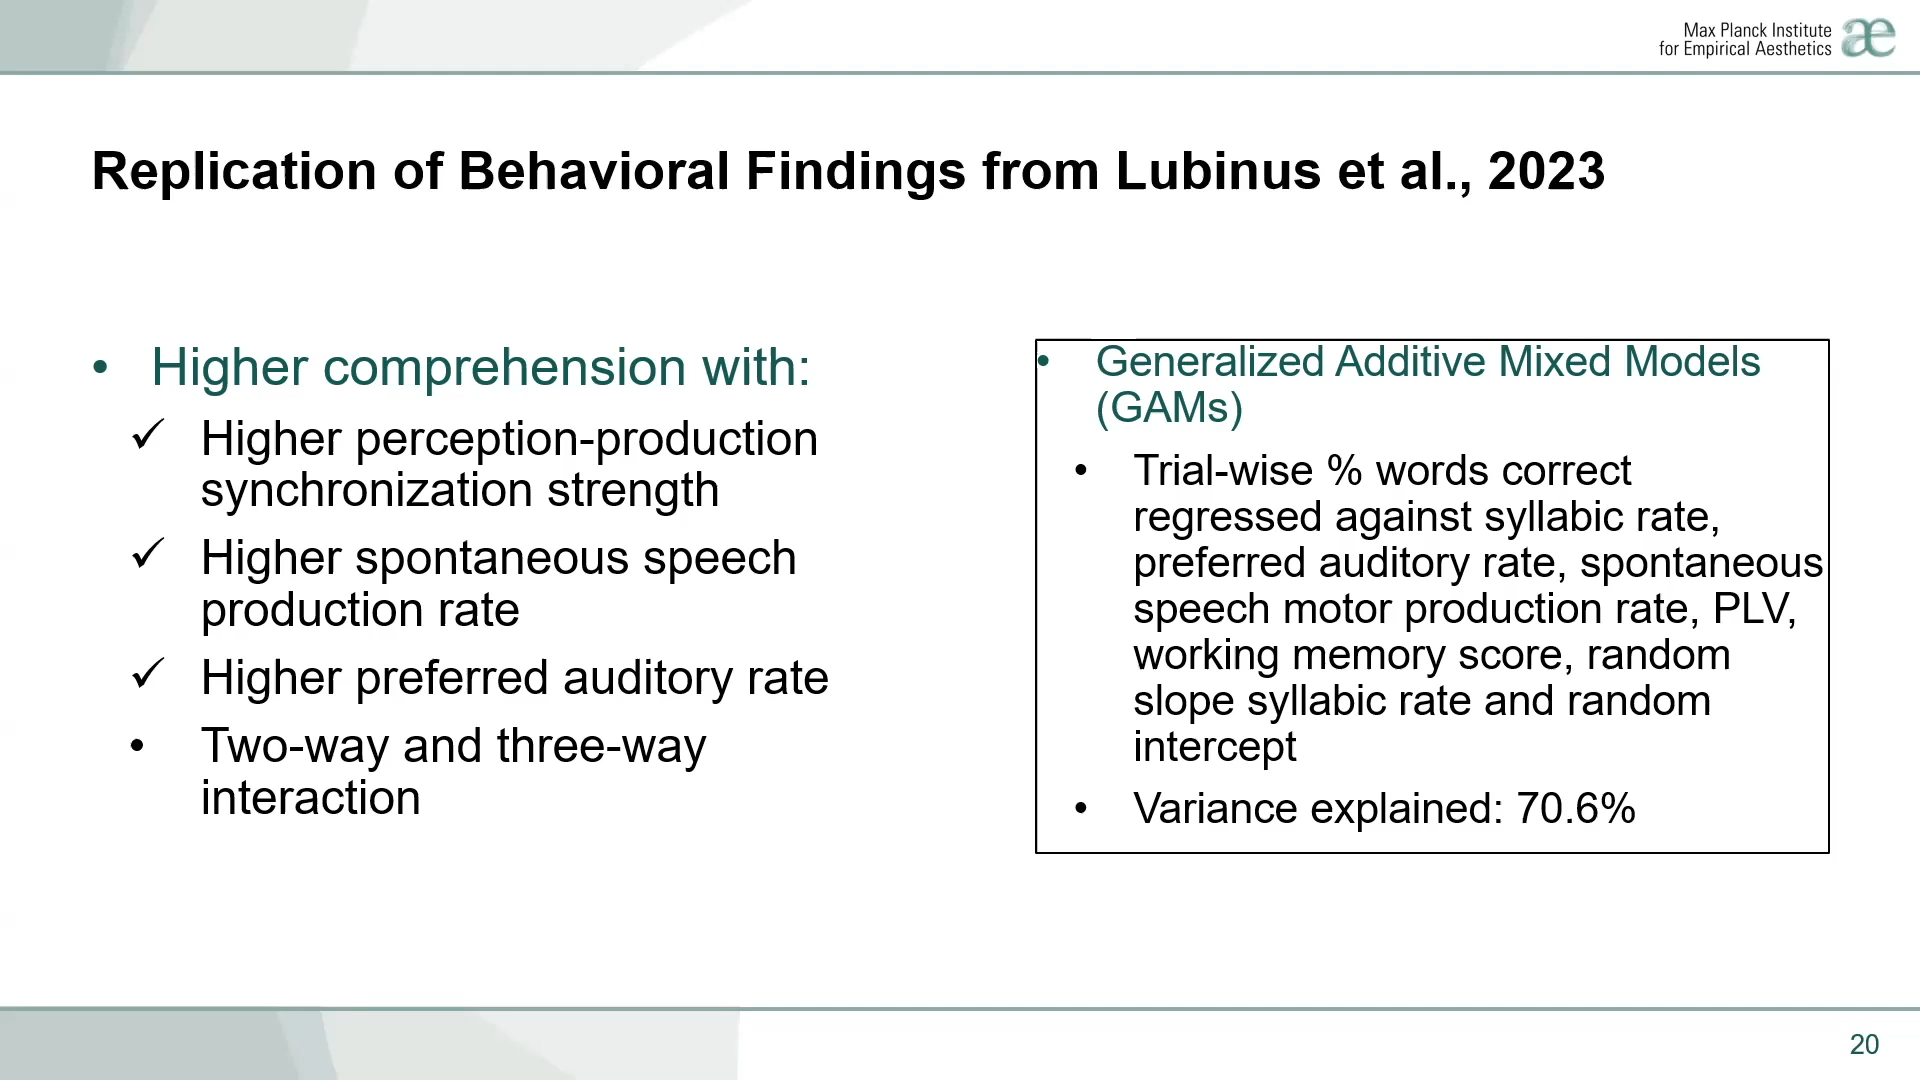 Max Planck Institute
for Empirical Aesthetics
æ
Replication of Behavioral Findings from Lubinus et al., 2023
• Higher comprehension with:
✓ Higher perception-production
synchronization strength
✓ Higher spontaneous speech
production rate
✓ Higher preferred auditory rate
• Two-way and three-way
interaction
• Generalized Additive Mixed Models
(GAMs)
• Trial-wise % words correct
regressed against syllabic rate,
preferred auditory rate, spontaneous
speech motor production rate, PLV,
working memory score, random
slope syllabic rate and random
intercept
• Variance explained: 70.6%
20